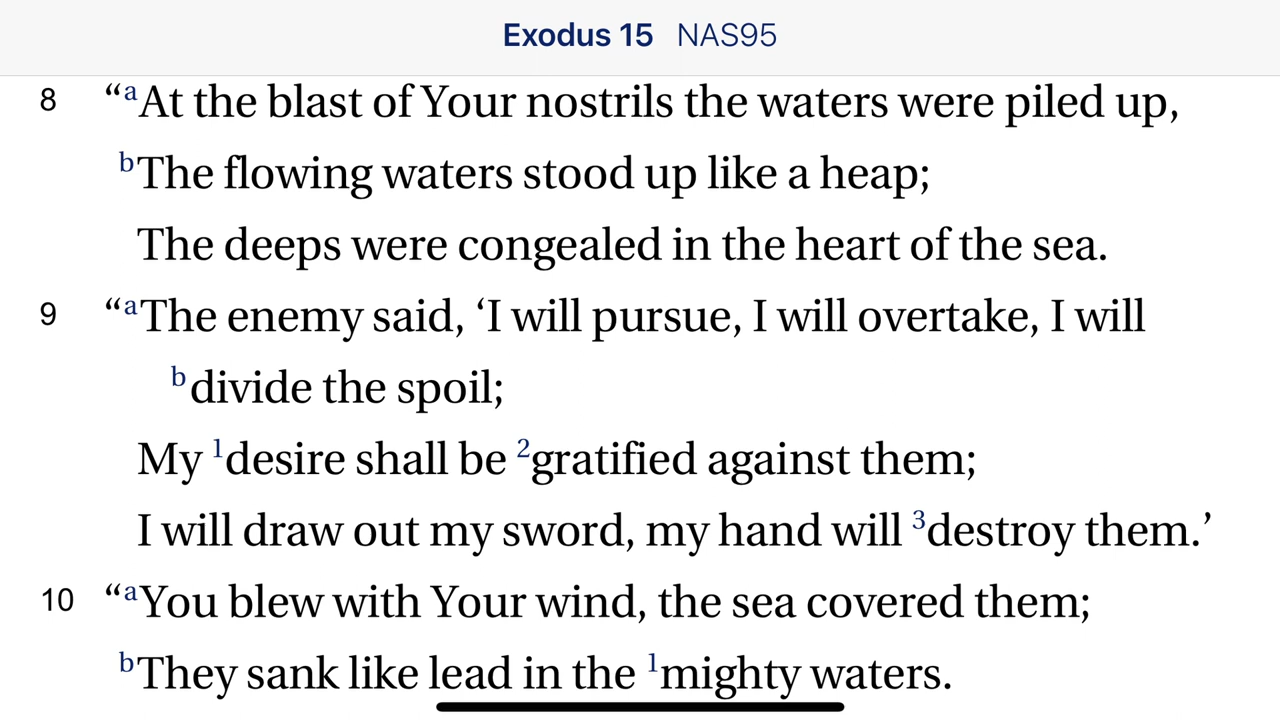 Exodus 15 NAS95
8 “aAt the blast of Your nostrils the waters were piled up,
bThe flowing waters stood up like a heap;
The deeps were congealed in the heart of the sea.
9 “aThe enemy said, ‘I will pursue, I will overtake, I will
bdivide the spoil;
My 1desire shall be 2gratified against them;
I will draw out my sword, my hand will 3destroy them.’
10 “aYou blew with Your wind, the sea covered them;
bThey sank like lead in the 1mighty waters.